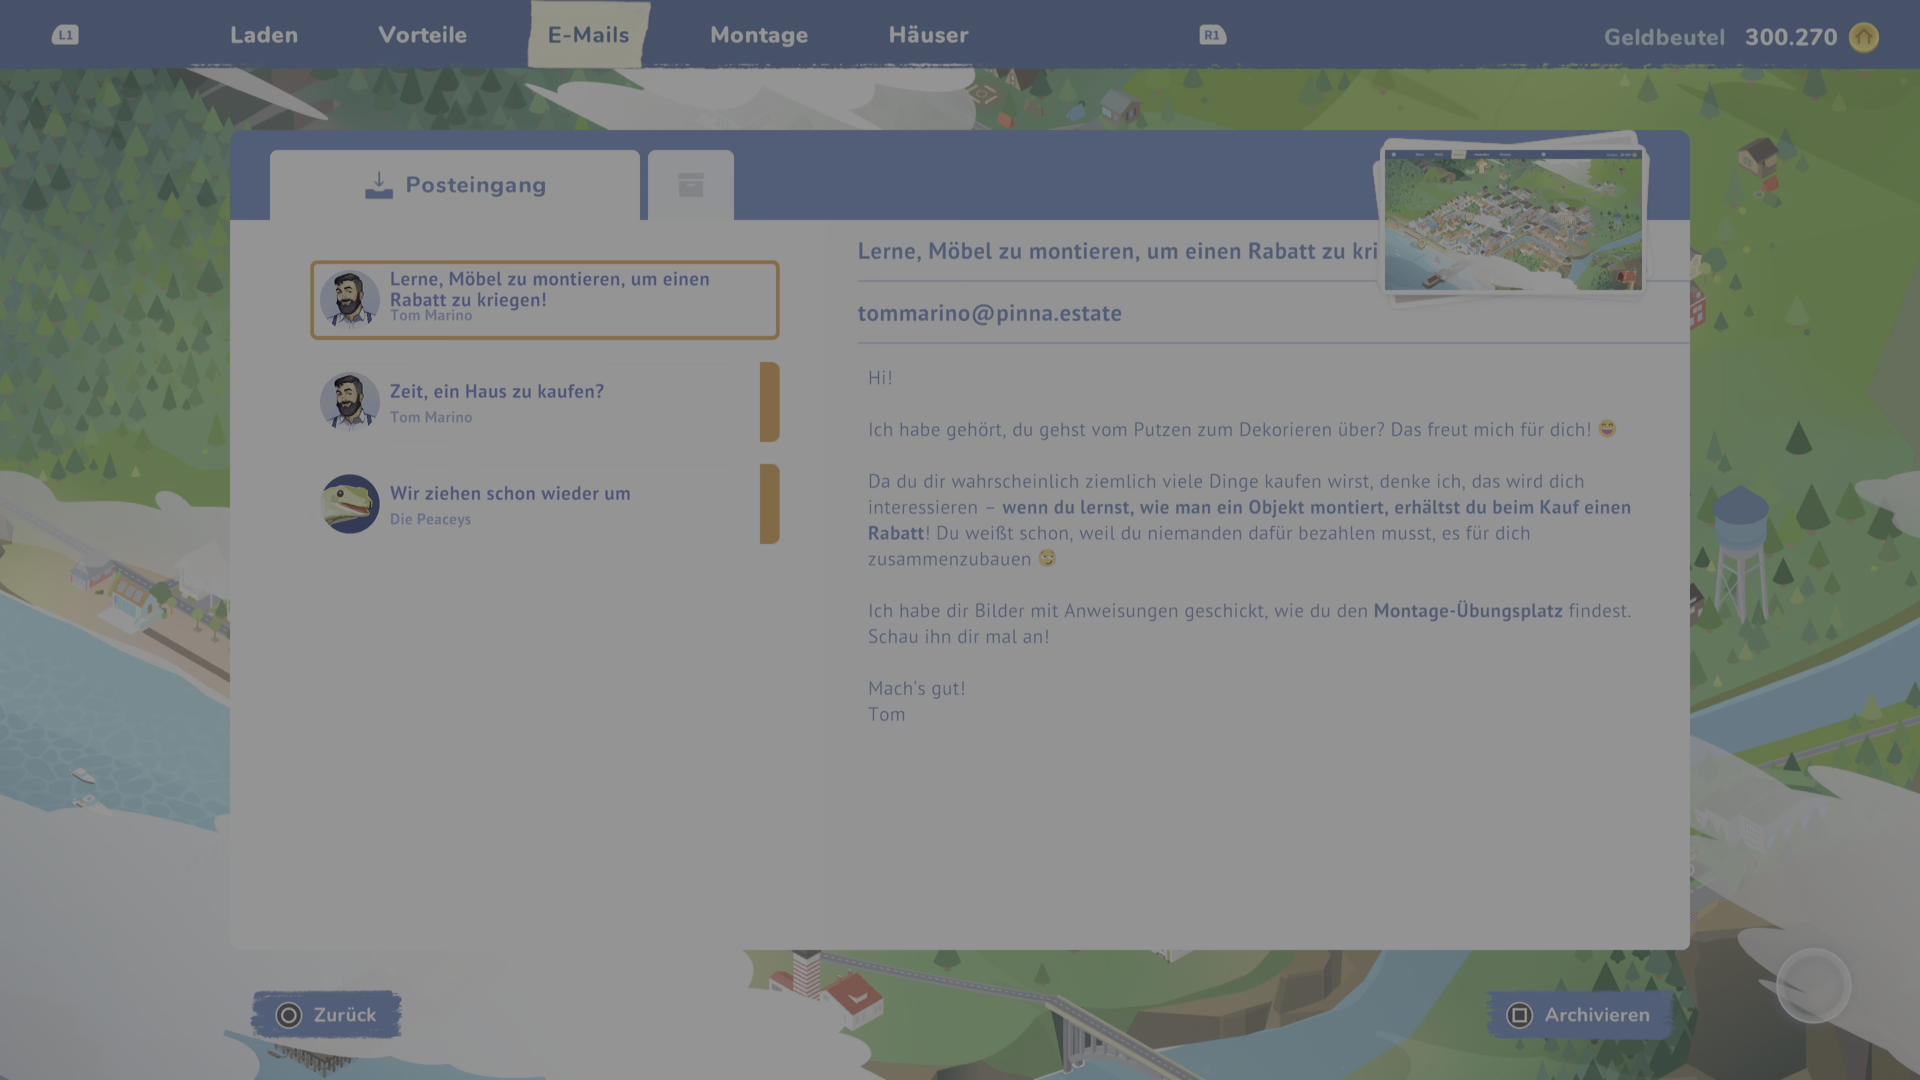 L1
Laden
Vorteile
E-Mails
Montage
Häuser
R1
Geldbeutel 300.270
Posteingang
Lerne, Möbel zu montieren, um einen
Rabatt zu kriegen!
Tom Marino
Zeit, ein Haus zu kaufen?
Tom Marino
Wir ziehen schon wieder um
Die Peaceys
Lerne, Möbel zu montieren, um einen Rabatt zu kri
tommarino@pinna.estate
Hi!
Ich habe gehört, du gehst vom Putzen zum Dekorieren über? Das freut mich für dich! 😄
Da du dir wahrscheinlich ziemlich viele Dinge kaufen wirst, denke ich, das wird dich
interessieren – wenn du lernst, wie man ein Objekt montiert, erhältst du beim Kauf einen
Rabatt! Du weißt schon, weil du niemanden dafür bezahlen musst, es für dich
zusammenzubauen 😉
Ich habe dir Bilder mit Anweisungen geschickt, wie du den Montage-Übungsplatz findest.
Schau ihn dir mal an!
Mach's gut!
Tom
Zurück
Archivieren